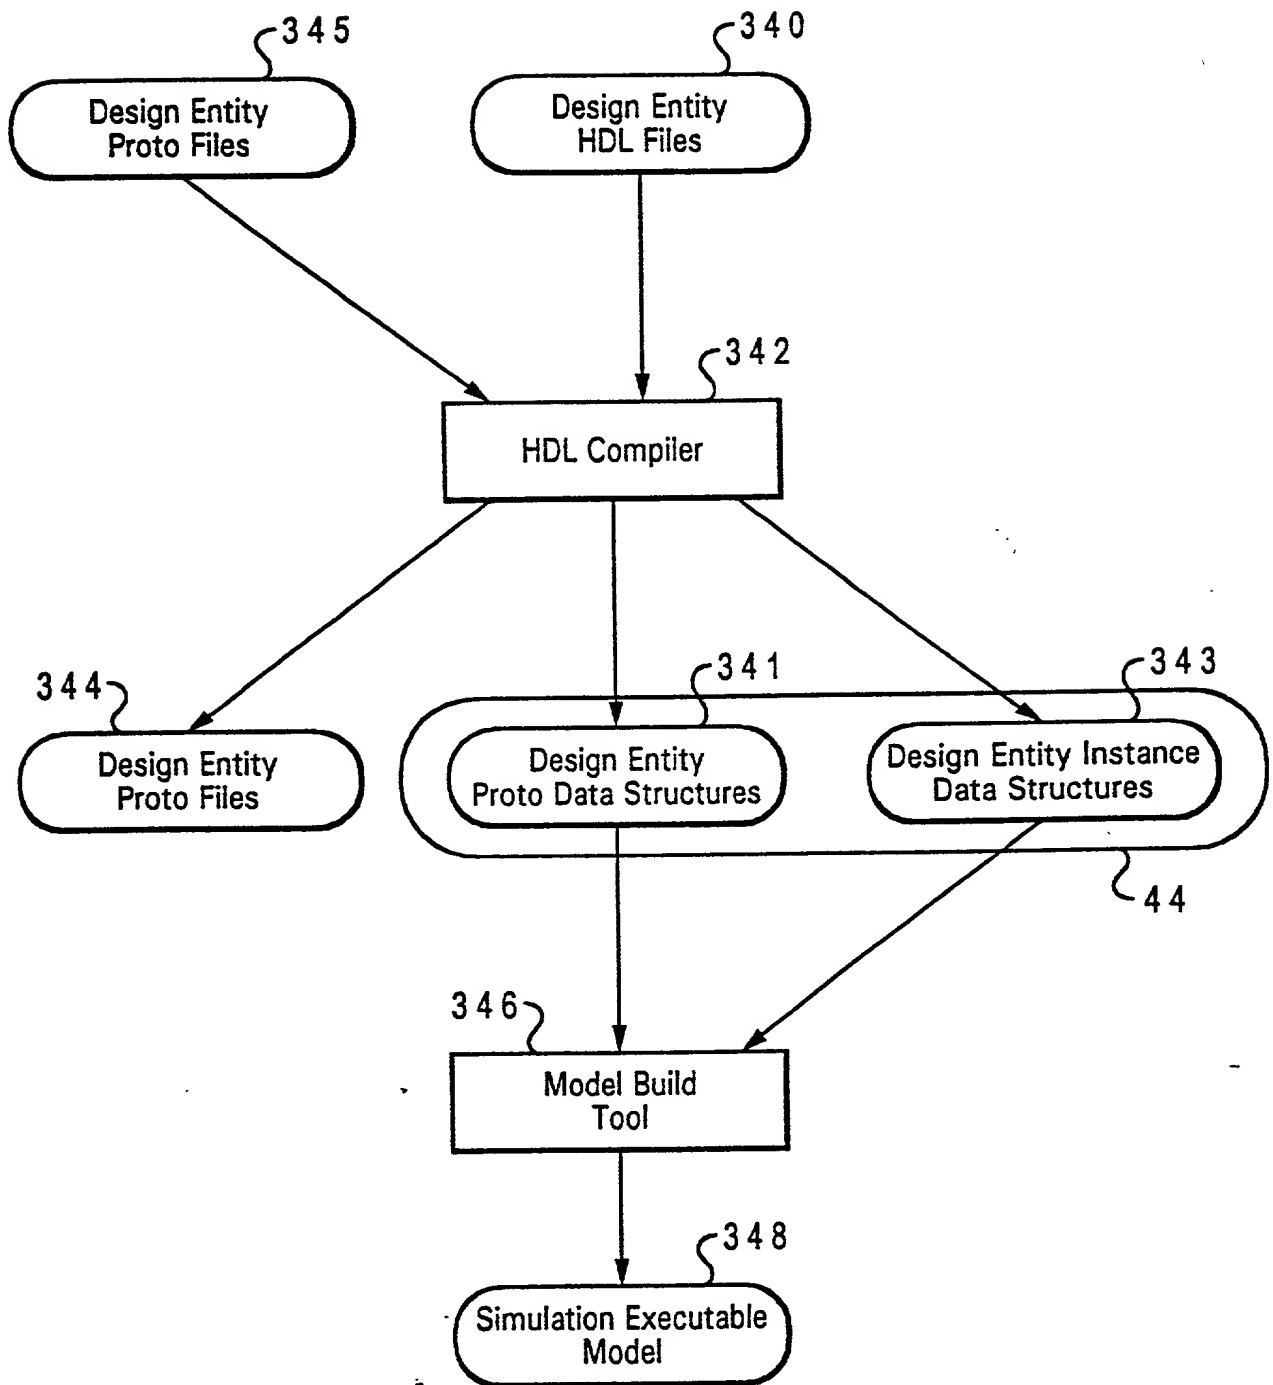 345
340
Design Entity
Proto Files
Design Entity
HDL Files
342
HDL Compiler
344
341
343
Design Entity
Proto Files
Design Entity
Proto Data Structures
Design Entity Instance
Data Structures
44
346
Model Build
Tool
348
Simulation Executable
Model